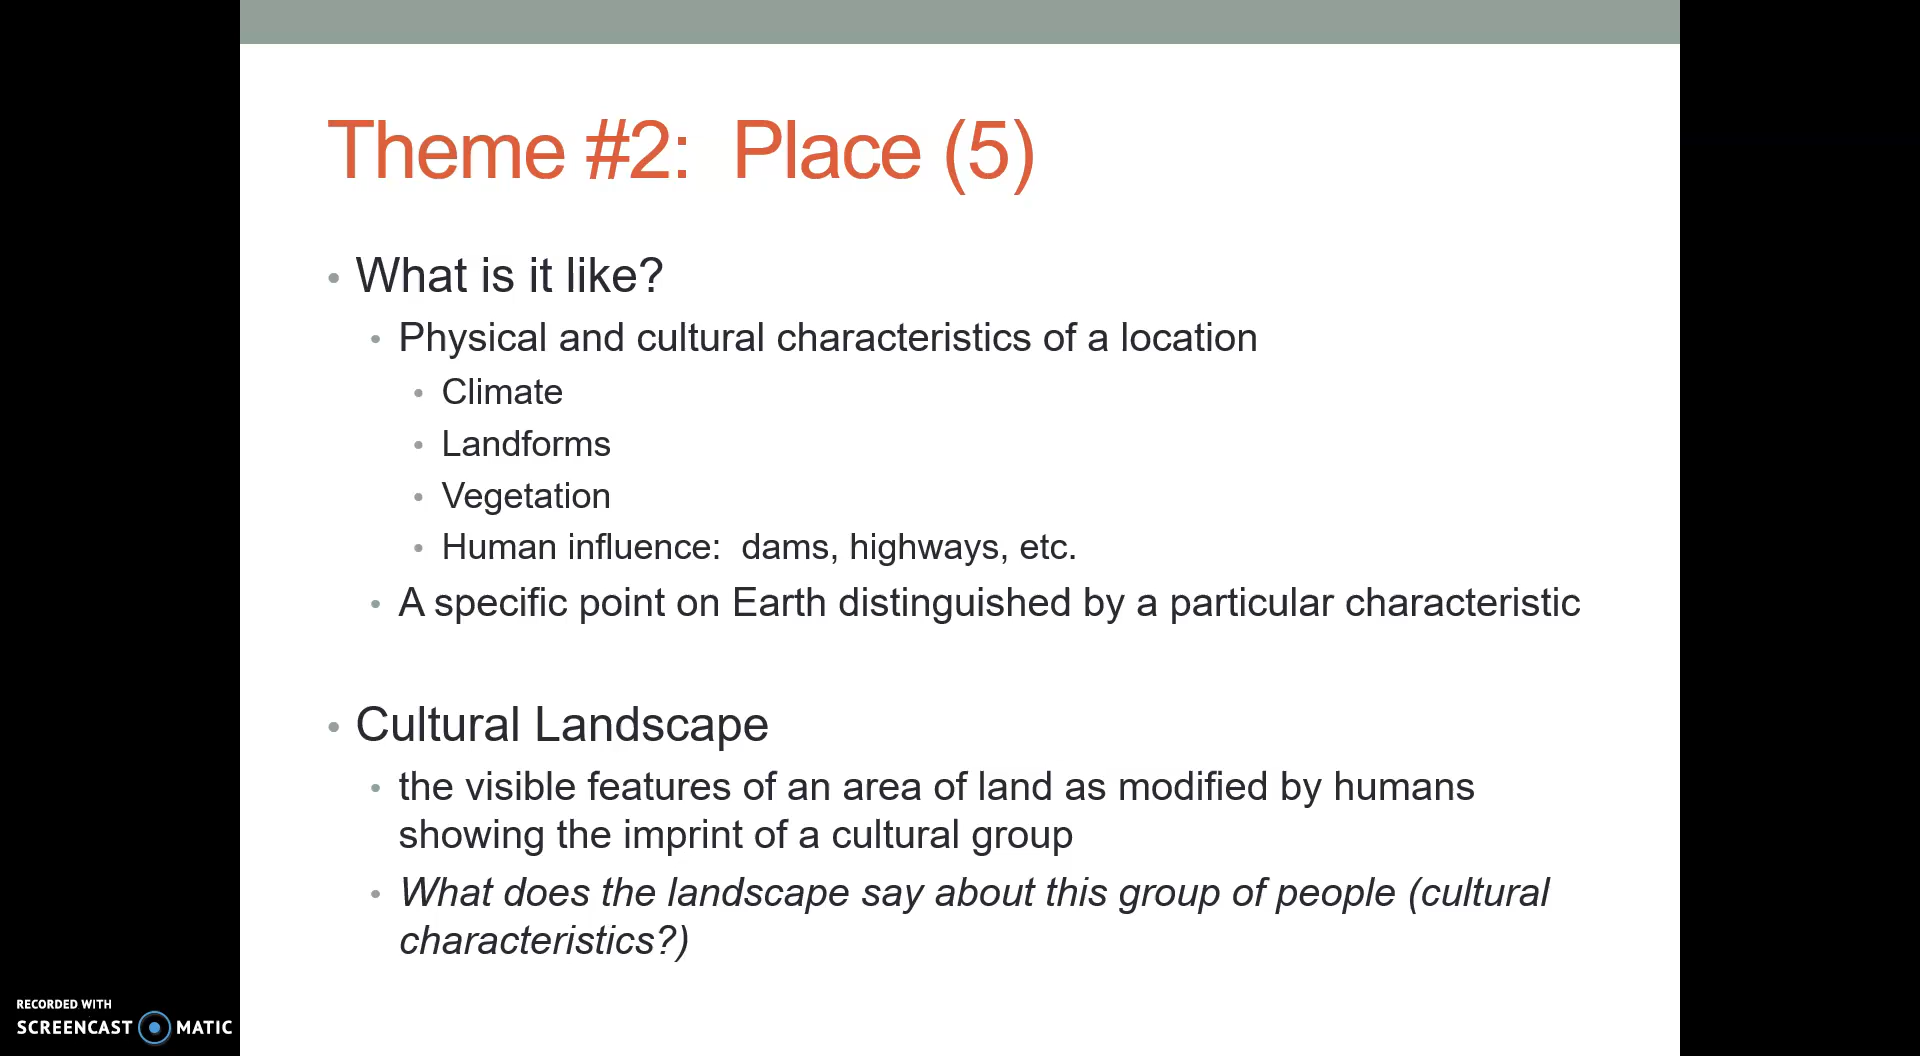 Theme #2: Place (5)
• What is it like?
• Physical and cultural characteristics of a location
• Climate
• Landforms
• Vegetation
• Human influence: dams, highways, etc.
• A specific point on Earth distinguished by a particular characteristic
• Cultural Landscape
• the visible features of an area of land as modified by humans
showing the imprint of a cultural group
• What does the landscape say about this group of people (cultural
characteristics?)
RECORDED WITH
SCREENCAST MATIC